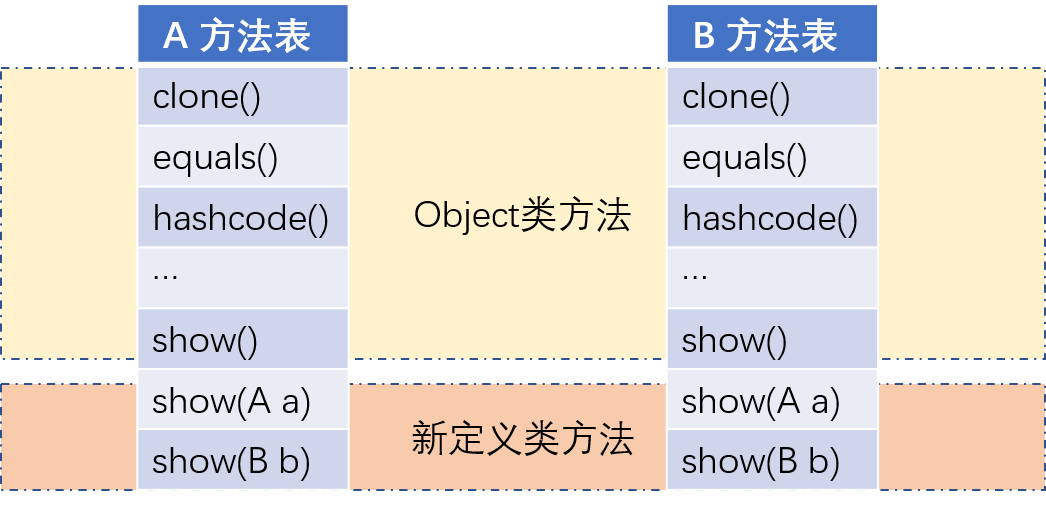 A 方法表
B 方法表
clone()
clone()
equals()
equals()
hashcode()
Object类方法
hashcode()
...
...
show()
show()
show(A a)
show(A a)
新定义类方法
show(B b)
show(B b)